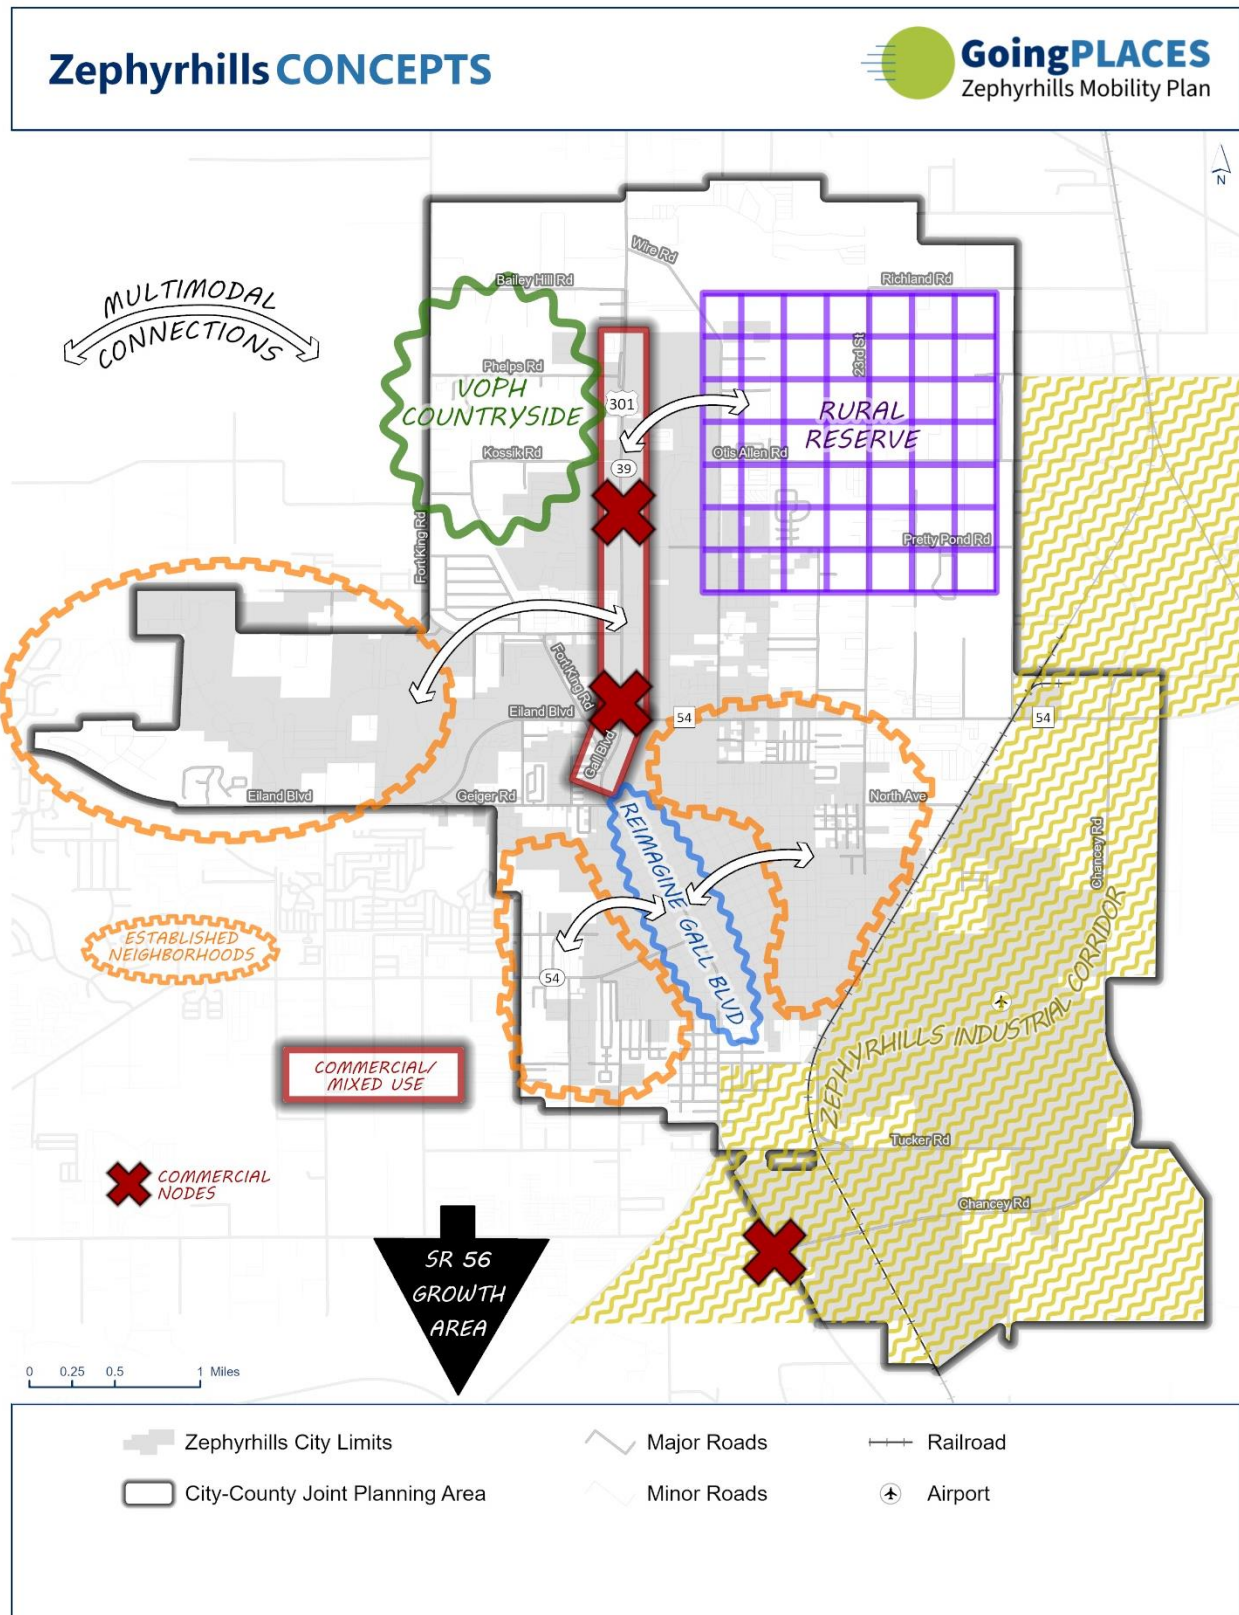 Zephyrhills CONCEPTS
GoingPLACES
Zephyrhills Mobility Plan
N
MULTIMODAL
CONNECTIONS
Wire Rd
Bailey Hill Rd
Richland Rd
Phelps Rd
23rd St
VOPH
COUNTRYSIDE
301
RURAL
RESERVE
Kossik Rd
39
Otis Allen Rd
Fort King Rd
Pretty Pond Rd
Fort King Rd
Eiland Blvd
54
54
Gall Blvd
Eiland Blvd
Geiger Rd
North Ave
REIMAGINE GALL BLVD
Chancey Rd
ESTABLISHED
NEIGHBORHOODS
54
ZEPHYRHILLS INDUSTRIAL CORRIDOR
COMMERCIAL/
MIXED USE
Tucker Rd
COMMERCIAL
NODES
Chancey Rd
SR 56
GROWTH
AREA
0 0.25 0.5 1 Miles
Zephyrhills City Limits
Major Roads
Railroad
City-County Joint Planning Area
Minor Roads
Airport